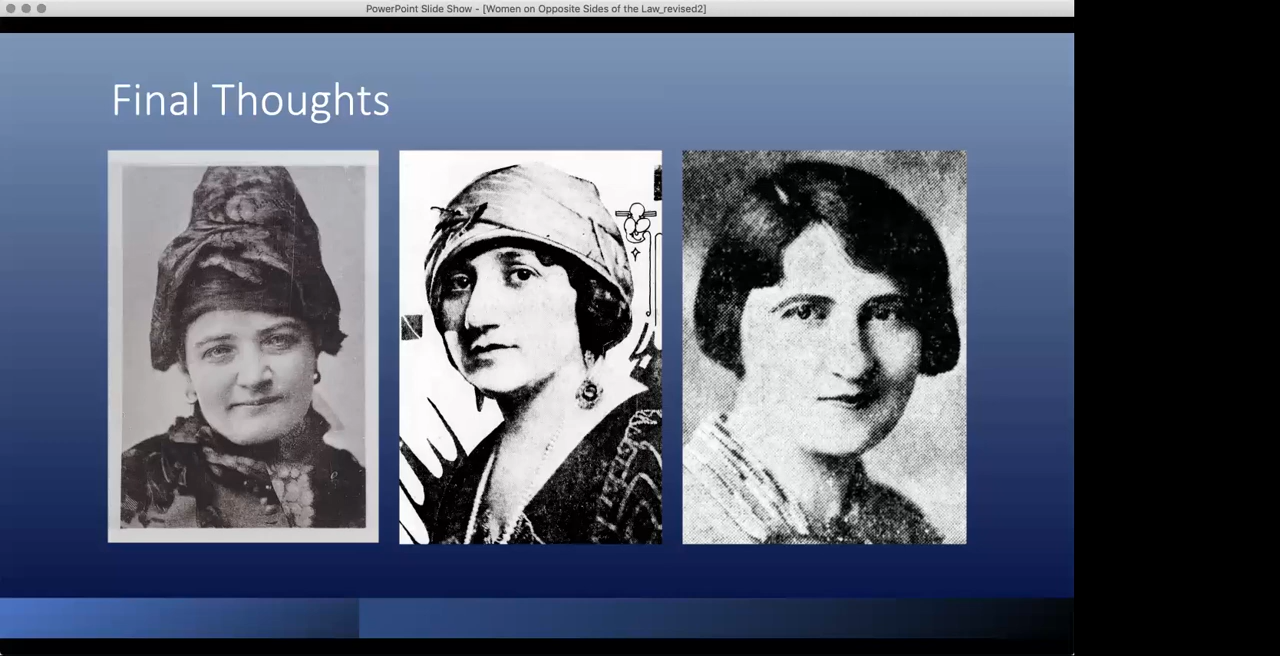 PowerPoint Slide Show - [Women on Opposite Sides of the Law_revised2]
Final Thoughts